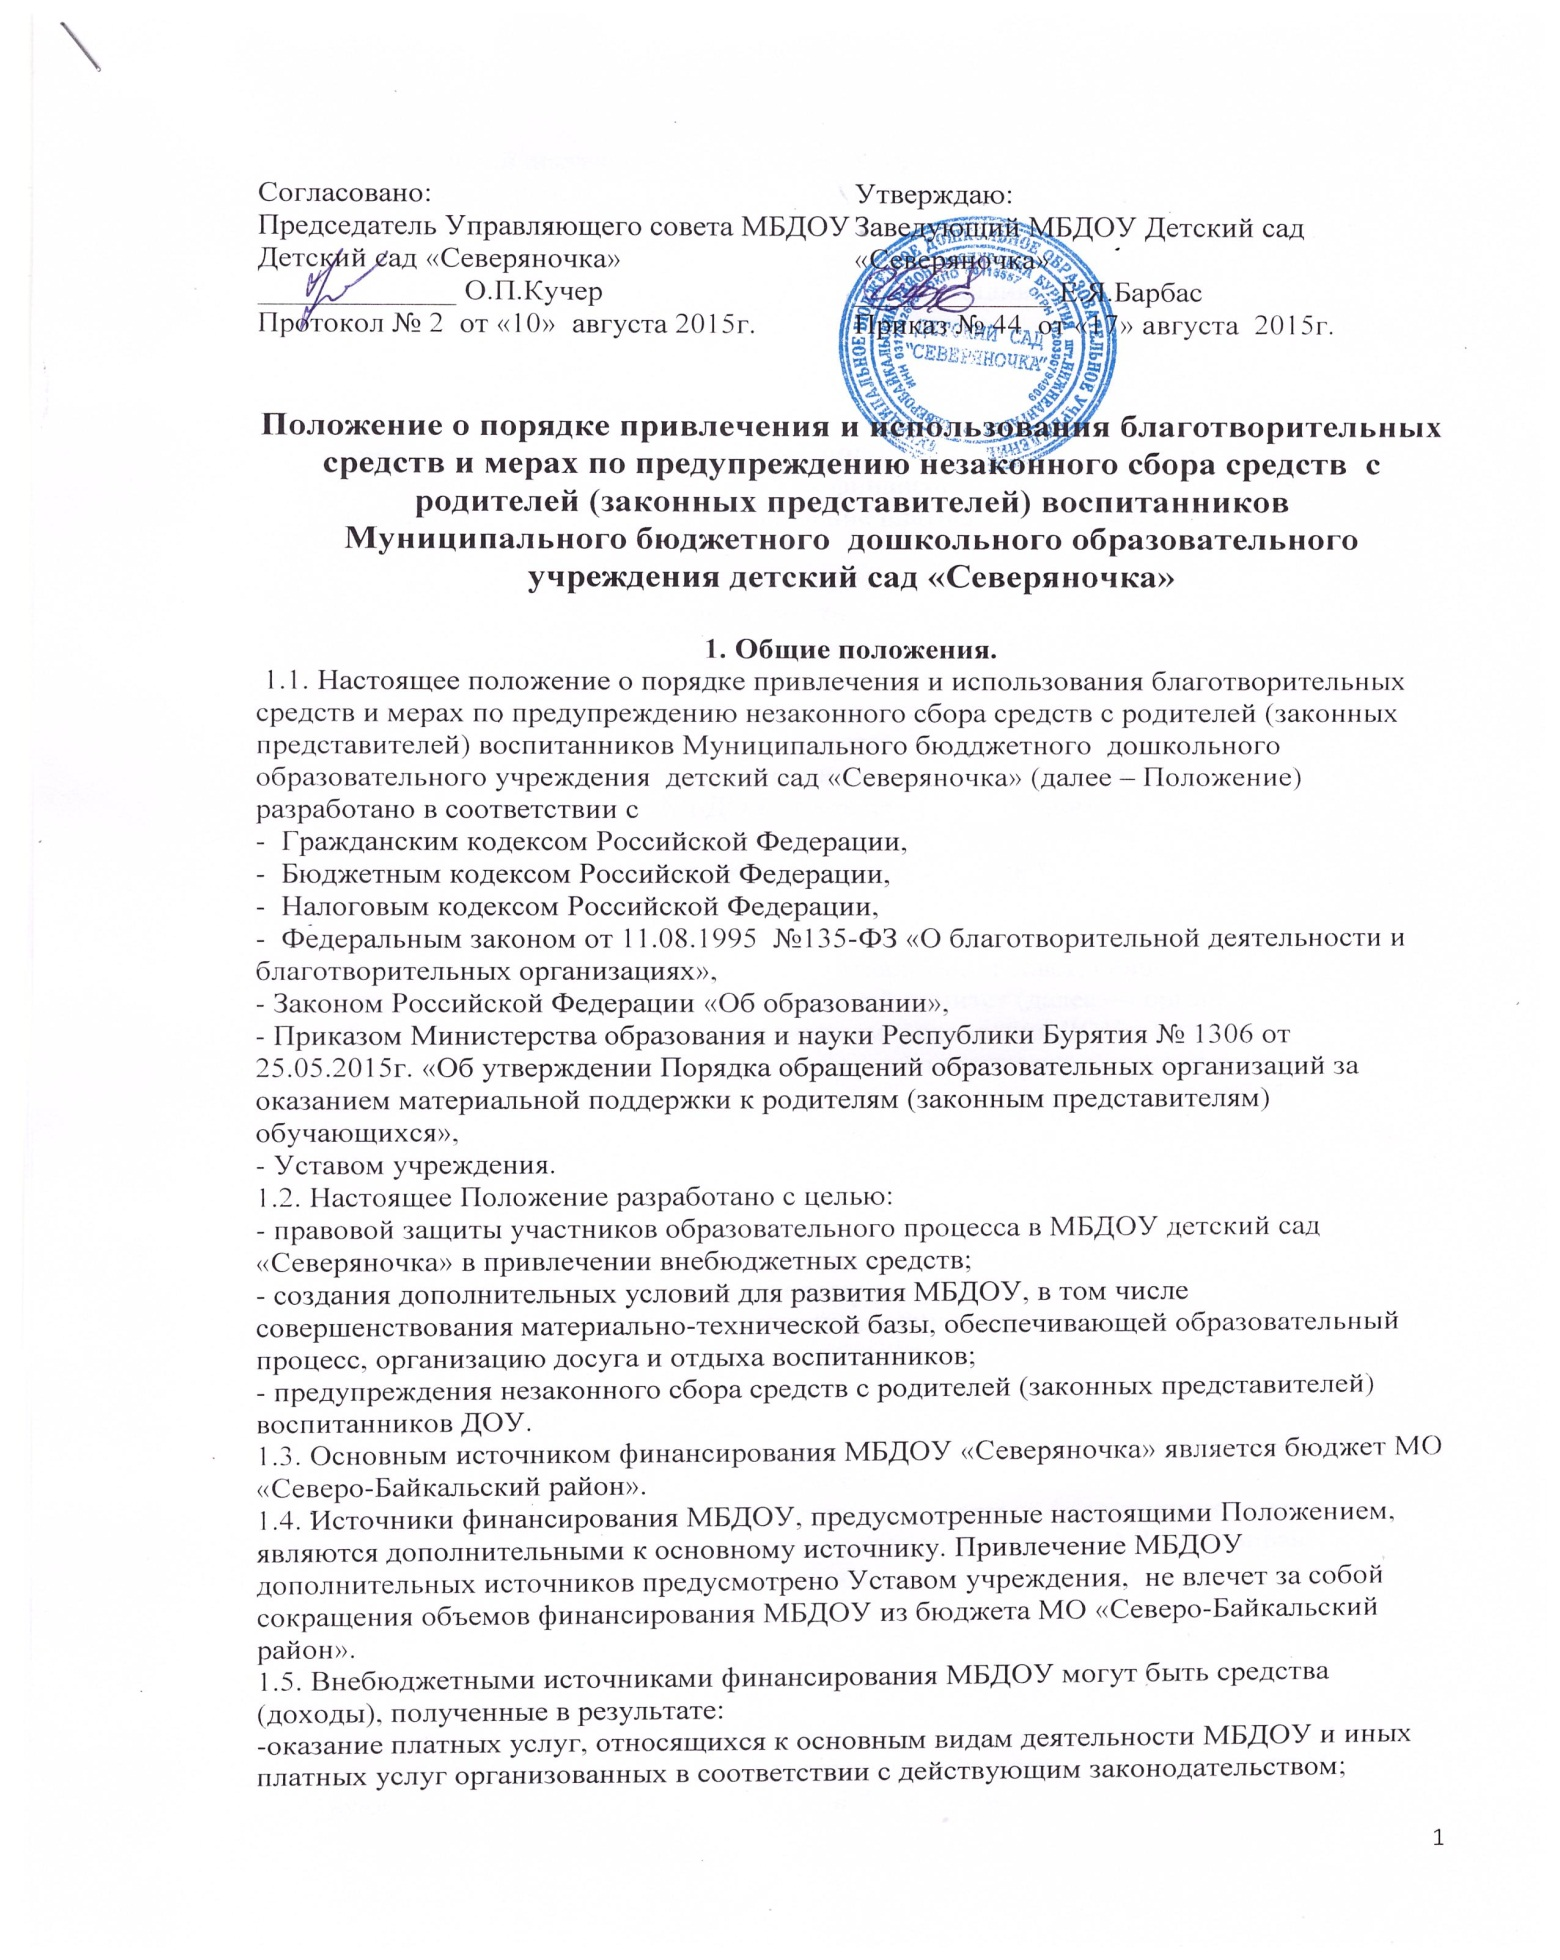 Согласовано:
Председатель Управляющего совета МБДОУ
Детский сад «Северяночка»
______________ О.П.Кучер
Протокол № 2 от «10» августа 2015г.
Утверждаю:
Заведующий МБДОУ Детский сад
«Северяночка»
______________ Е.Я.Барбас
Приказ № 44 от «17» августа 2015г.
ДЕТСКИЙ САД
"СЕВЕРЯНОЧКА"
Положение о порядке привлечения и использования благотворительных
средств и мерах по предупреждению незаконного сбора средств с
родителей (законных представителей) воспитанников
Муниципального бюджетного дошкольного образовательного
учреждения детский сад «Северяночка»
1. Общие положения.
1.1. Настоящее положение о порядке привлечения и использования благотворительных
средств и мерах по предупреждению незаконного сбора средств с родителей (законных
представителей) воспитанников Муниципального бюдджетного дошкольного
образовательного учреждения детский сад «Северяночка» (далее – Положение)
разработано в соответствии с
- Гражданским кодексом Российской Федерации,
- Бюджетным кодексом Российской Федерации,
- Налоговым кодексом Российской Федерации,
- Федеральным законом от 11.08.1995 №135-ФЗ «О благотворительной деятельности и
благотворительных организациях»,
- Законом Российской Федерации «Об образовании»,
- Приказом Министерства образования и науки Республики Бурятия № 1306 от
25.05.2015г. «Об утверждении Порядка обращений образовательных организаций за
оказанием материальной поддержки к родителям (законным представителям)
обучающихся»,
- Уставом учреждения.
1.2. Настоящее Положение разработано с целью:
- правовой защиты участников образовательного процесса в МБДОУ детский сад
«Северяночка» в привлечении внебюджетных средств;
- создания дополнительных условий для развития МБДОУ, в том числе
совершенствования материально-технической базы, обеспечивающей образовательный
процесс, организацию досуга и отдыха воспитанников;
- предупреждения незаконного сбора средств с родителей (законных представителей)
воспитанников ДОУ.
1.3. Основным источником финансирования МБДОУ «Северяночка» является бюджет МО
«Северо-Байкальский район».
1.4. Источники финансирования МБДОУ, предусмотренные настоящими Положением,
являются дополнительными к основному источнику. Привлечение МБДОУ
дополнительных источников предусмотрено Уставом учреждения, не влечет за собой
сокращения объемов финансирования МБДОУ из бюджета МО «Северо-Байкальский
район».
1.5. Внебюджетными источниками финансирования МБДОУ могут быть средства
(доходы), полученные в результате:
-оказание платных услуг, относящихся к основным видам деятельности МБДОУ и иных
платных услуг организованных в соответствии с действующим законодательством;
1